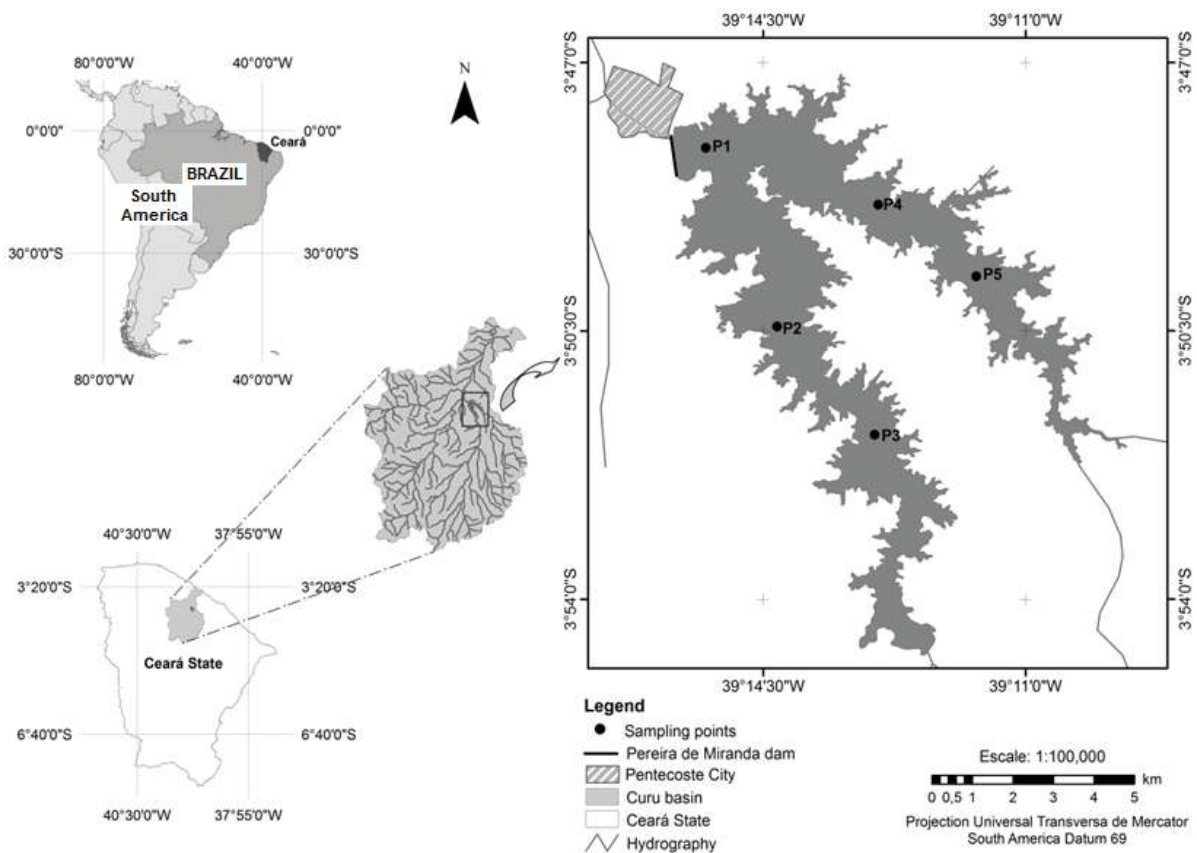 80°0'0"W
40°0'0"W
0°0'0"
0°0'0"
Ceará
BRAZIL
South
America
30°0'0"S
30°0'0"S
80°0'0"W
40°0'0"W
N
40°30'0"W
37°55'0"W
3°20'0"S
3°20'0"S
Ceará State
6°40'0"S
6°40'0"S
40°30'0"W
37°55'0"W
39°14'30"W
39°11'0"W
3°47'0"S
3°47'0"S
P1
P4
P5
P2
3°50'30"S
3°50'30"S
P3
3°54'0"S
3°54'0"S
39°14'30"W
39°11'0"W
Legend
Sampling points
Pereira de Miranda dam
Pentecoste City
Curu basin
Ceará State
Hydrography
Escale: 1:100,000
km
0 0,5 1 2 3 4 5
Projection Universal Transversa de Mercator
South America Datum 69